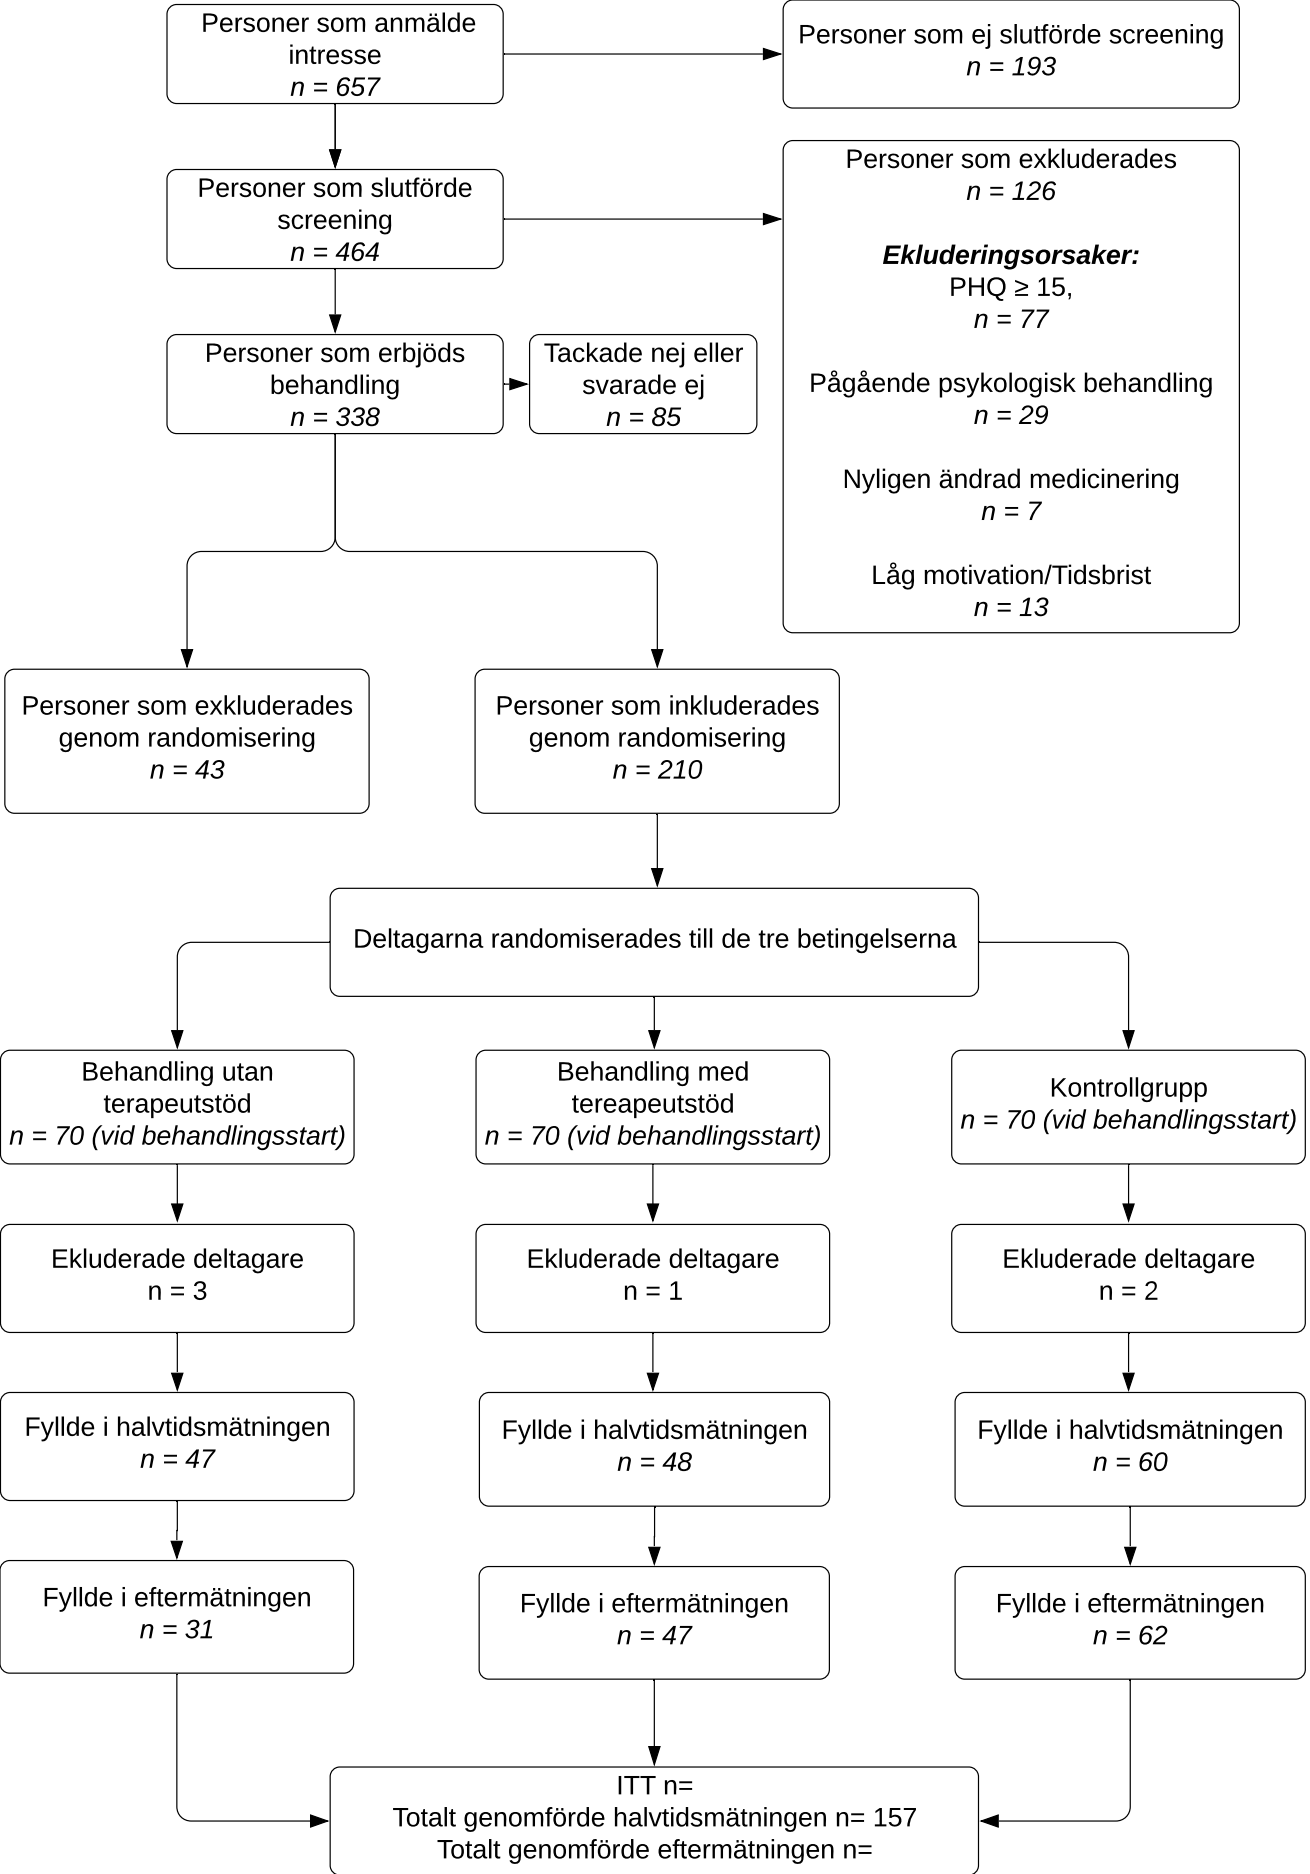 Personer som anmälde
intresse
n = 657
Personer som ej slutförde screening
n = 193
Personer som slutförde
screening
n = 464
Personer som exkluderades
n = 126
Ekluderingsorsaker:
PHQ ≥ 15,
n = 77
Pågående psykologisk behandling
n = 29
Nyligen ändrad medicinering
n = 7
Låg motivation/Tidsbrist
n = 13
Personer som erbjöds
behandling
n = 338
Tackade nej eller
svarade ej
n = 85
Personer som exkluderades
genom randomisering
n = 43
Personer som inkluderades
genom randomisering
n = 210
Deltagarna randomiserades till de tre betingelserna
Behandling utan
terapeutstöd
n = 70 (vid behandlingsstart)
Behandling med
tereapeutstöd
n = 70 (vid behandlingsstart)
Kontrollgrupp
n = 70 (vid behandlingsstart)
Ekluderade deltagare
n = 3
Ekluderade deltagare
n = 1
Ekluderade deltagare
n = 2
Fyllde i halvtidsmätningen
n = 47
Fyllde i halvtidsmätningen
n = 48
Fyllde i halvtidsmätningen
n = 60
Fyllde i eftermätningen
n = 31
Fyllde i eftermätningen
n = 47
Fyllde i eftermätningen
n = 62
ITT n=
Totalt genomförde halvtidsmätningen n= 157
Totalt genomförde eftermätningen n=